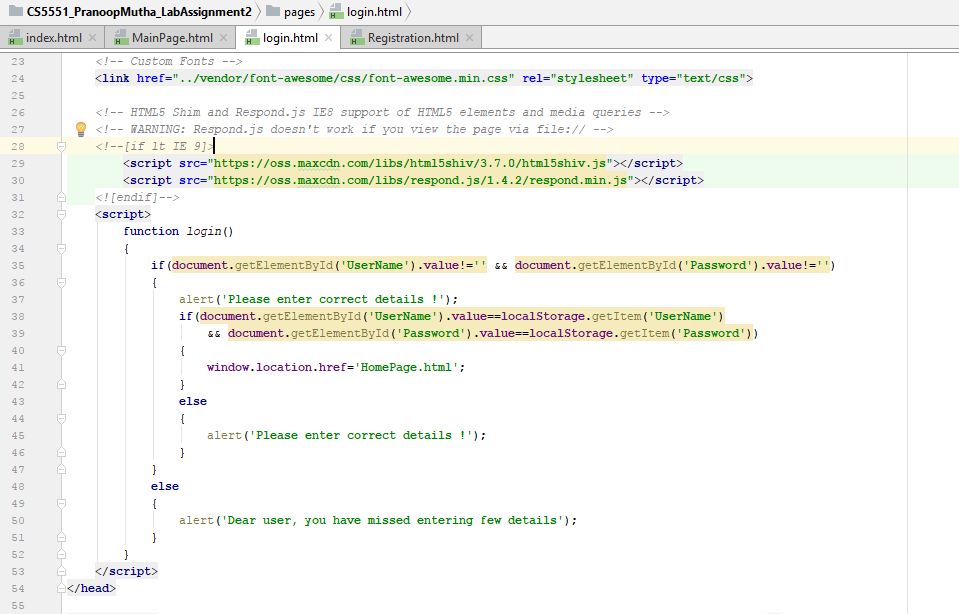 CS5551_PranoopMutha_LabAssignment2 pages login.html
index.html MainPage.html login.html Registration.html
23 <!-- Custom Fonts -->
24 <link href="../vendor/font-awesome/css/font-awesome.min.css" rel="stylesheet" type="text/css">
25
26 <!-- HTML5 Shim and Respond.js IE8 support of HTML5 elements and media queries -->
27 <!-- WARNING: Respond.js doesn't work if you view the page via file:// -->
28 <!--[if lt IE 9]>
29 <script src="https://oss.maxcdn.com/libs/html5shiv/3.7.0/html5shiv.js"></script>
30 <script src="https://oss.maxcdn.com/libs/respond.js/1.4.2/respond.min.js"></script>
31 <![endif]-->
32 <script>
33 function login()
34 {
35 if(document.getElementById('UserName').value!='' && document.getElementById('Password').value!='')
36 {
37 alert('Please enter correct details !');
38 if(document.getElementById('UserName').value==localStorage.getItem('UserName')
39 && document.getElementById('Password').value==localStorage.getItem('Password'))
40 {
41 window.location.href='HomePage.html';
42 }
43 else
44 {
45 alert('Please enter correct details !');
46 }
47 }
48 else
49 {
50 alert('Dear user, you have missed entering few details');
51 }
52 }
53 </script>
54 </head>
55